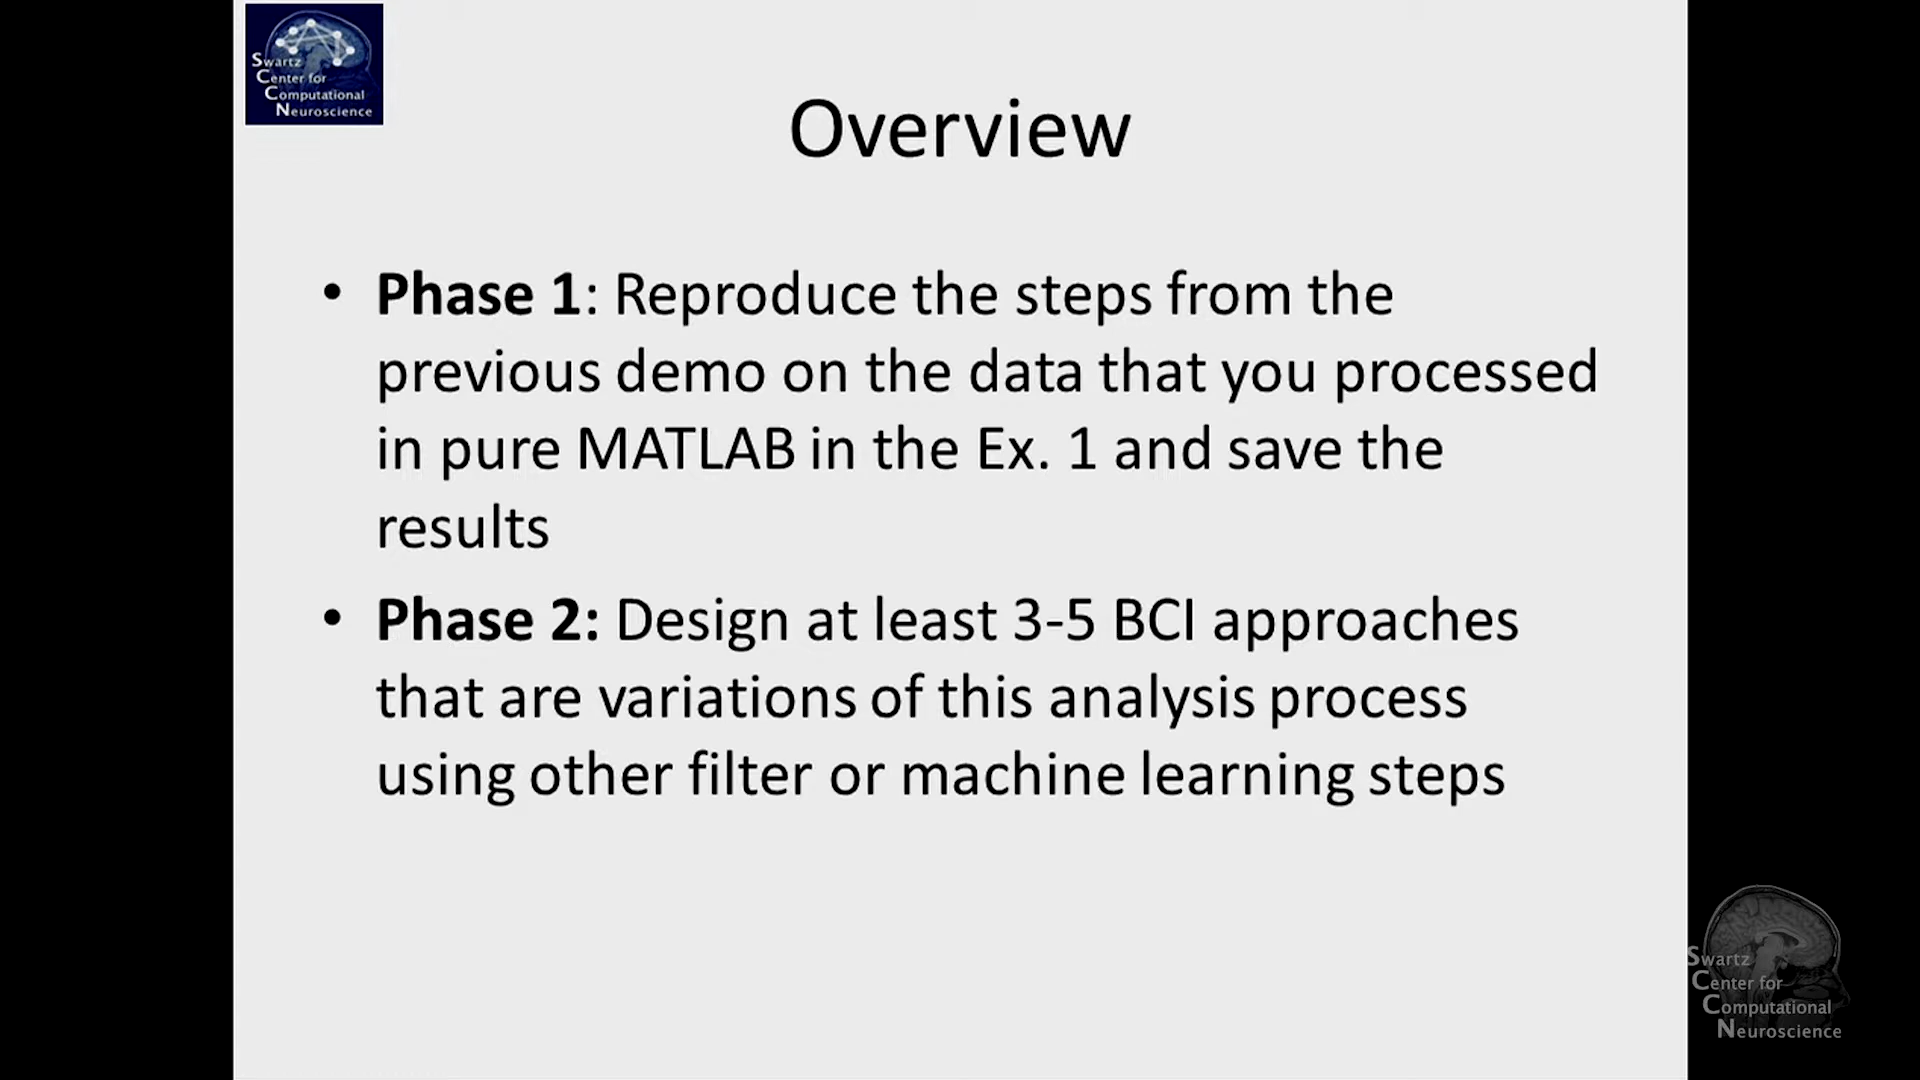 Swartz
Center for
Computational
Neuroscience
Overview
• Phase 1: Reproduce the steps from the
previous demo on the data that you processed
in pure MATLAB in the Ex. 1 and save the
results
• Phase 2: Design at least 3-5 BCI approaches
that are variations of this analysis process
using other filter or machine learning steps
Swartz
Center for
Computational
Neuroscience